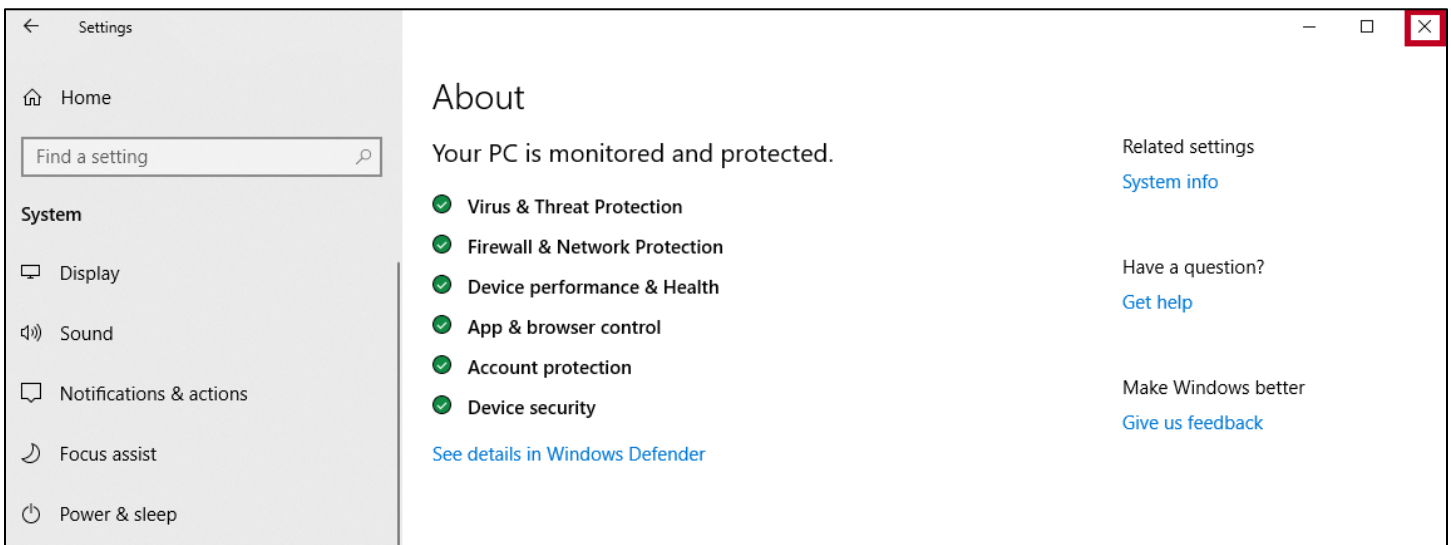 Settings
Home
Find a setting
System
Display
Sound
Notifications & actions
Focus assist
Power & sleep
About
Your PC is monitored and protected.
Virus & Threat Protection
Firewall & Network Protection
Device performance & Health
App & browser control
Account protection
Device security
See details in Windows Defender
Related settings
System info
Have a question?
Get help
Make Windows better
Give us feedback